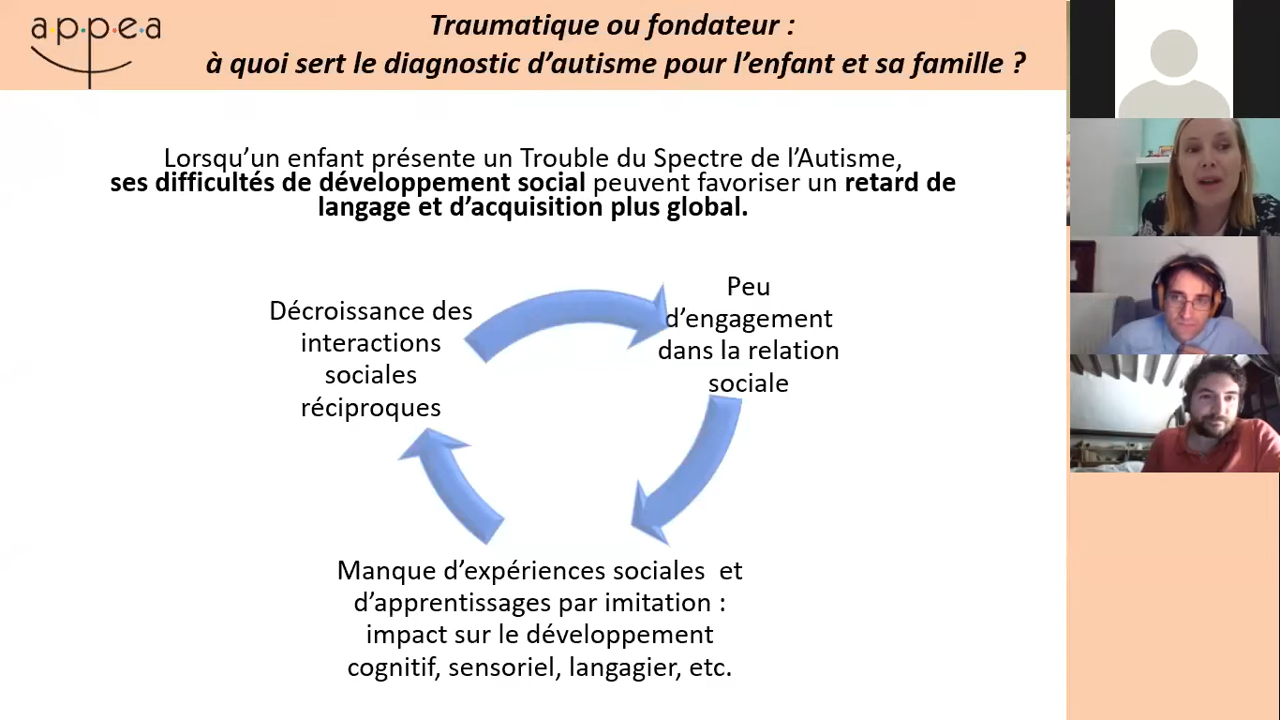 appea
Traumatique ou fondateur :
à quoi sert le diagnostic d'autisme pour l'enfant et sa famille ?
Lorsqu'un enfant présente un Trouble du Spectre de l'Autisme,
ses difficultés de développement social peuvent favoriser un retard de
langage et d'acquisition plus global.
Décroissance des
interactions
sociales
réciproques
Peu
d'engagement
dans la relation
sociale
Manque d'expériences sociales et
d'apprentissages par imitation :
impact sur le développement
cognitif, sensoriel, langagier, etc.